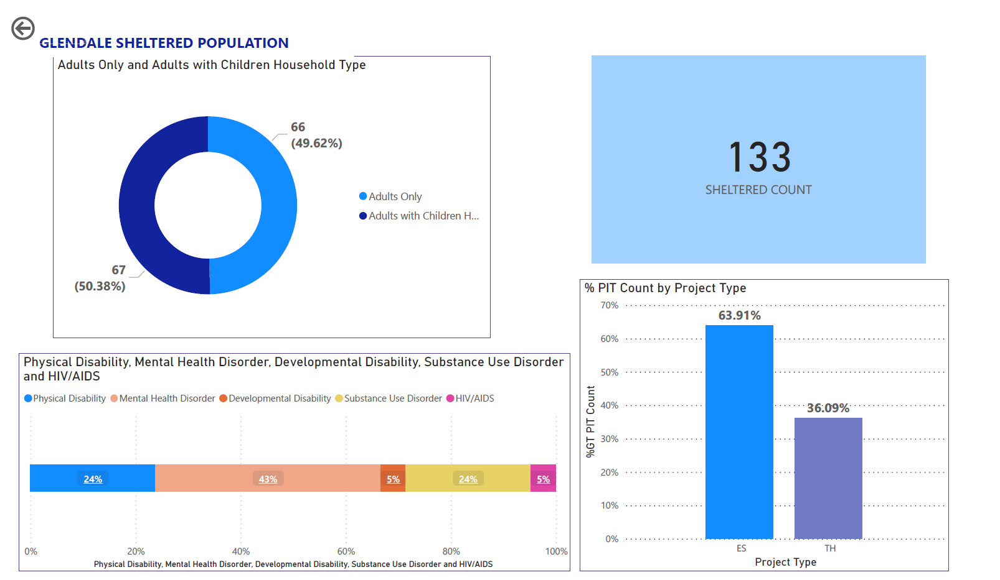 GLENDALE SHELTERED POPULATION
Adults Only and Adults with Children Household Type
66
(49.62%)
Adults Only
Adults with Children H...
67
(50.38%)
133
SHELTERED COUNT
Physical Disability, Mental Health Disorder, Developmental Disability, Substance Use Disorder
and HIV/AIDS
Physical Disability Mental Health Disorder Developmental Disability Substance Use Disorder HIV/AIDS
24% 43% 5% 24% 5%
0% 20% 40% 60% 80% 100%
Physical Disability, Mental Health Disorder, Developmental Disability, Substance Use Disorder and HIV/AIDS
% PIT Count by Project Type
%GT PIT Count
70%
60%
50%
40%
30%
20%
10%
0%
63.91%
36.09%
ES TH
Project Type